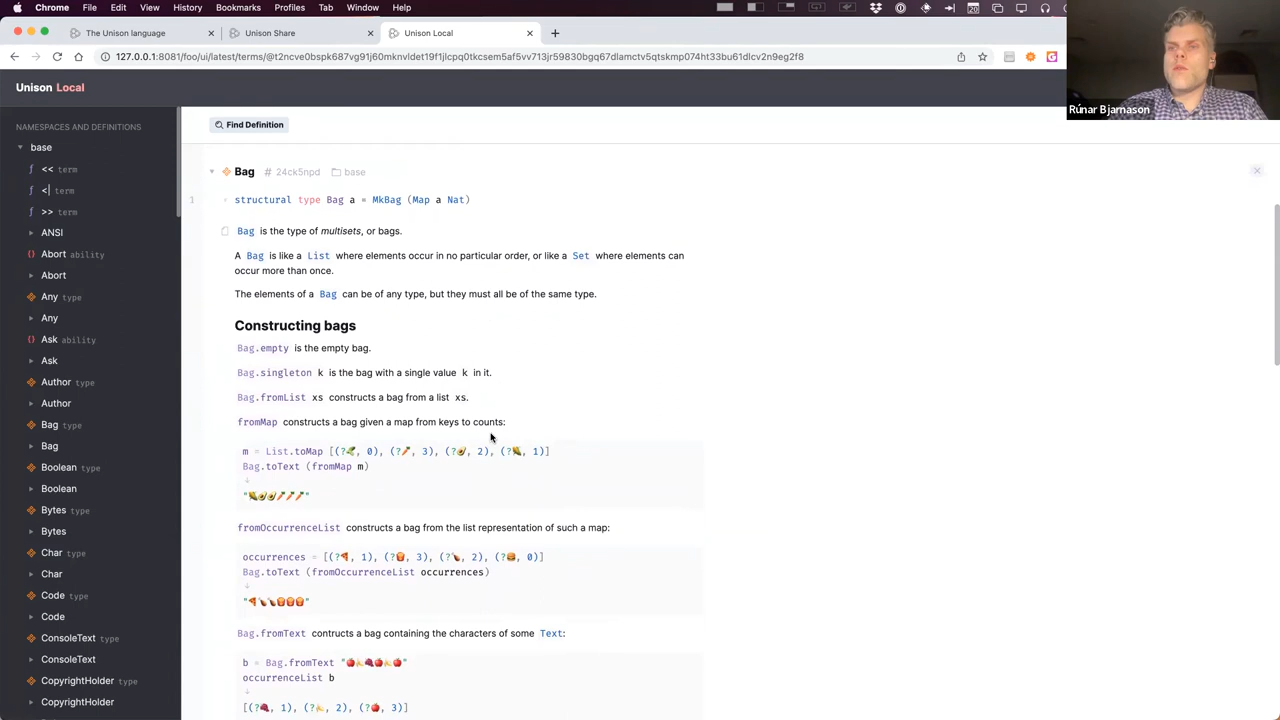 Chrome File Edit View History Bookmarks Profiles Tab Window Help
The Unison language
Unison Share
Unison Local
127.0.0.1:8081/foo/ui/latest/terms/@t2ncve0bspk687vg91j60mknvldet19f1jlcpq0tkcsem5af5vv713jr59830bgq67dlamctv5qtskmp074ht33bu61dlcv2n9eg2f8
Rúnar Bjarnason
Unison Local
NAMESPACES AND DEFINITIONS
base
<< term
<| term
>> term
ANSI
Abort ability
Abort
Any type
Any
Ask ability
Ask
Author type
Author
Bag type
Bag
Boolean type
Boolean
Bytes type
Bytes
Char type
Char
Code type
Code
ConsoleText type
ConsoleText
CopyrightHolder type
CopyrightHolder
Find Definition
Bag # 24ck5npd base
1 structural type Bag a = MkBag (Map a Nat)
Bag is the type of multisets, or bags.
A Bag is like a List where elements occur in no particular order, or like a Set where elements can
occur more than once.
The elements of a Bag can be of any type, but they must all be of the same type.
Constructing bags
Bag.empty is the empty bag.
Bag.singleton k is the bag with a single value k in it.
Bag.fromList xs constructs a bag from a list xs.
fromMap constructs a bag given a map from keys to counts:
m = List.toMap [(?🌿, 0), (?🥕, 3), (?🥑, 2), (?🌽, 1)]
Bag.toText (fromMap m)
↓
"🌽🥑🥑🥕🥕🥕"
fromOccurrenceList constructs a bag from the list representation of such a map:
occurrences = [(?🍕, 1), (?🍿, 3), (?🍗, 2), (?🍔, 0)]
Bag.toText (fromOccurrenceList occurrences)
↓
"🍕🍗🍗🍿🍿🍿"
Bag.fromText contructs a bag containing the characters of some Text:
b = Bag.fromText "🍎🍌🍇🍎🍌🍎"
occurrenceList b
↓
[(?🍇, 1), (?🍌, 2), (?🍎, 3)]